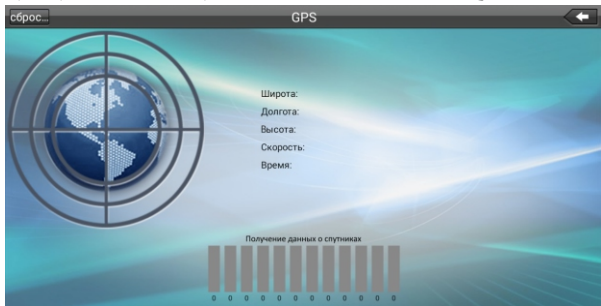 сброс...
GPS
Широта:
Долгота:
Высота:
Скорость:
Время:
Получение данных о спутниках
0 0 0 0 0 0 0 0 0 0 0 0